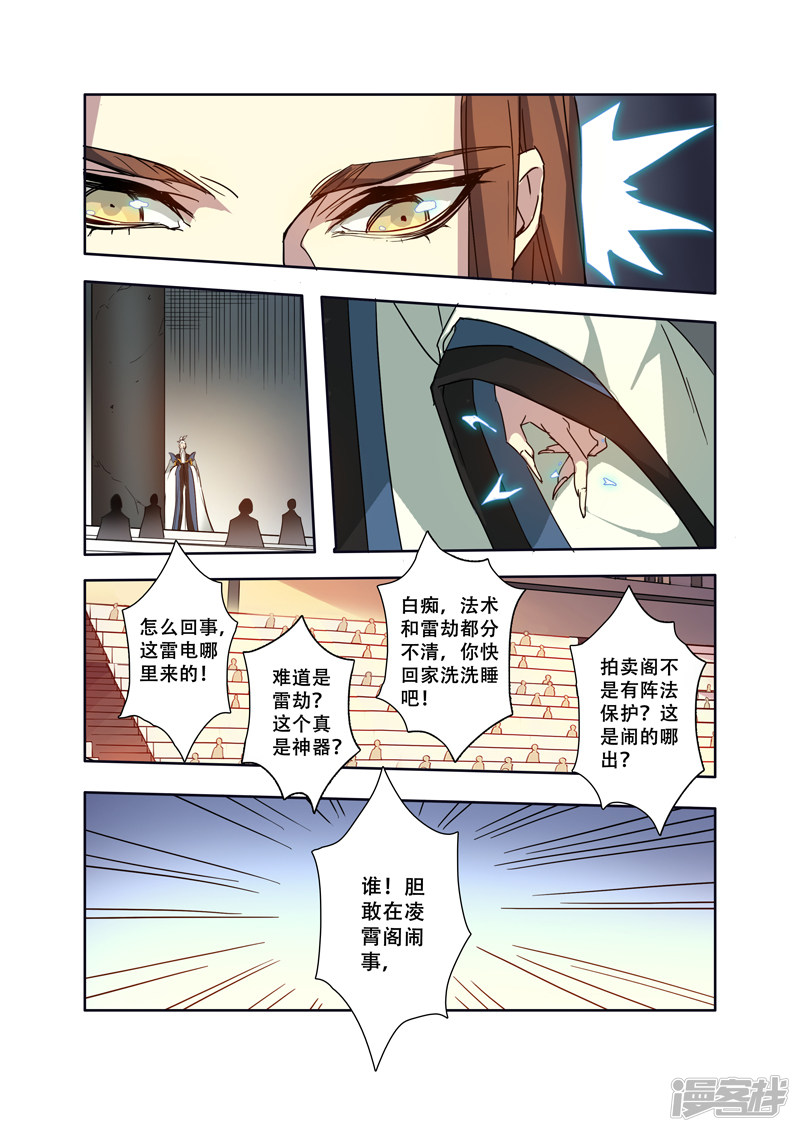 怎么回事，
这雷电哪
里来的！
难道是
雷劫？
这个真
是神器？
白痴，法术
和雷劫都分
不清，你快
回家洗洗睡
吧！
拍卖阁不
是有阵法
保护？这
是闹的哪
出？
谁！胆
敢在凌
霄阁闹
事，
漫客栈